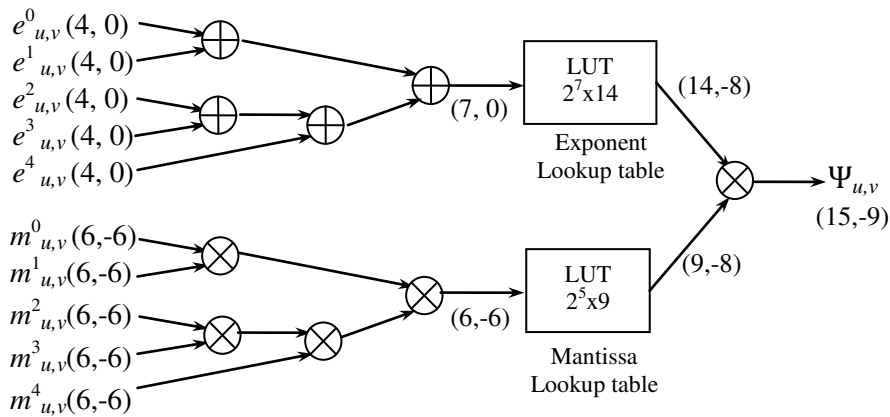 e⁰u,v (4, 0)
e¹u,v (4, 0)
e²u,v (4, 0)
e³u,v (4, 0)
e⁴u,v (4, 0)
(7, 0)
LUT
2⁷x14
Exponent
Lookup table
(14,-8)
Ψu,v
(15,-9)
m⁰u,v (6,-6)
m¹u,v (6,-6)
m²u,v (6,-6)
m³u,v (6,-6)
m⁴u,v (6,-6)
(6,-6)
LUT
2⁵x9
Mantissa
Lookup table
(9,-8)